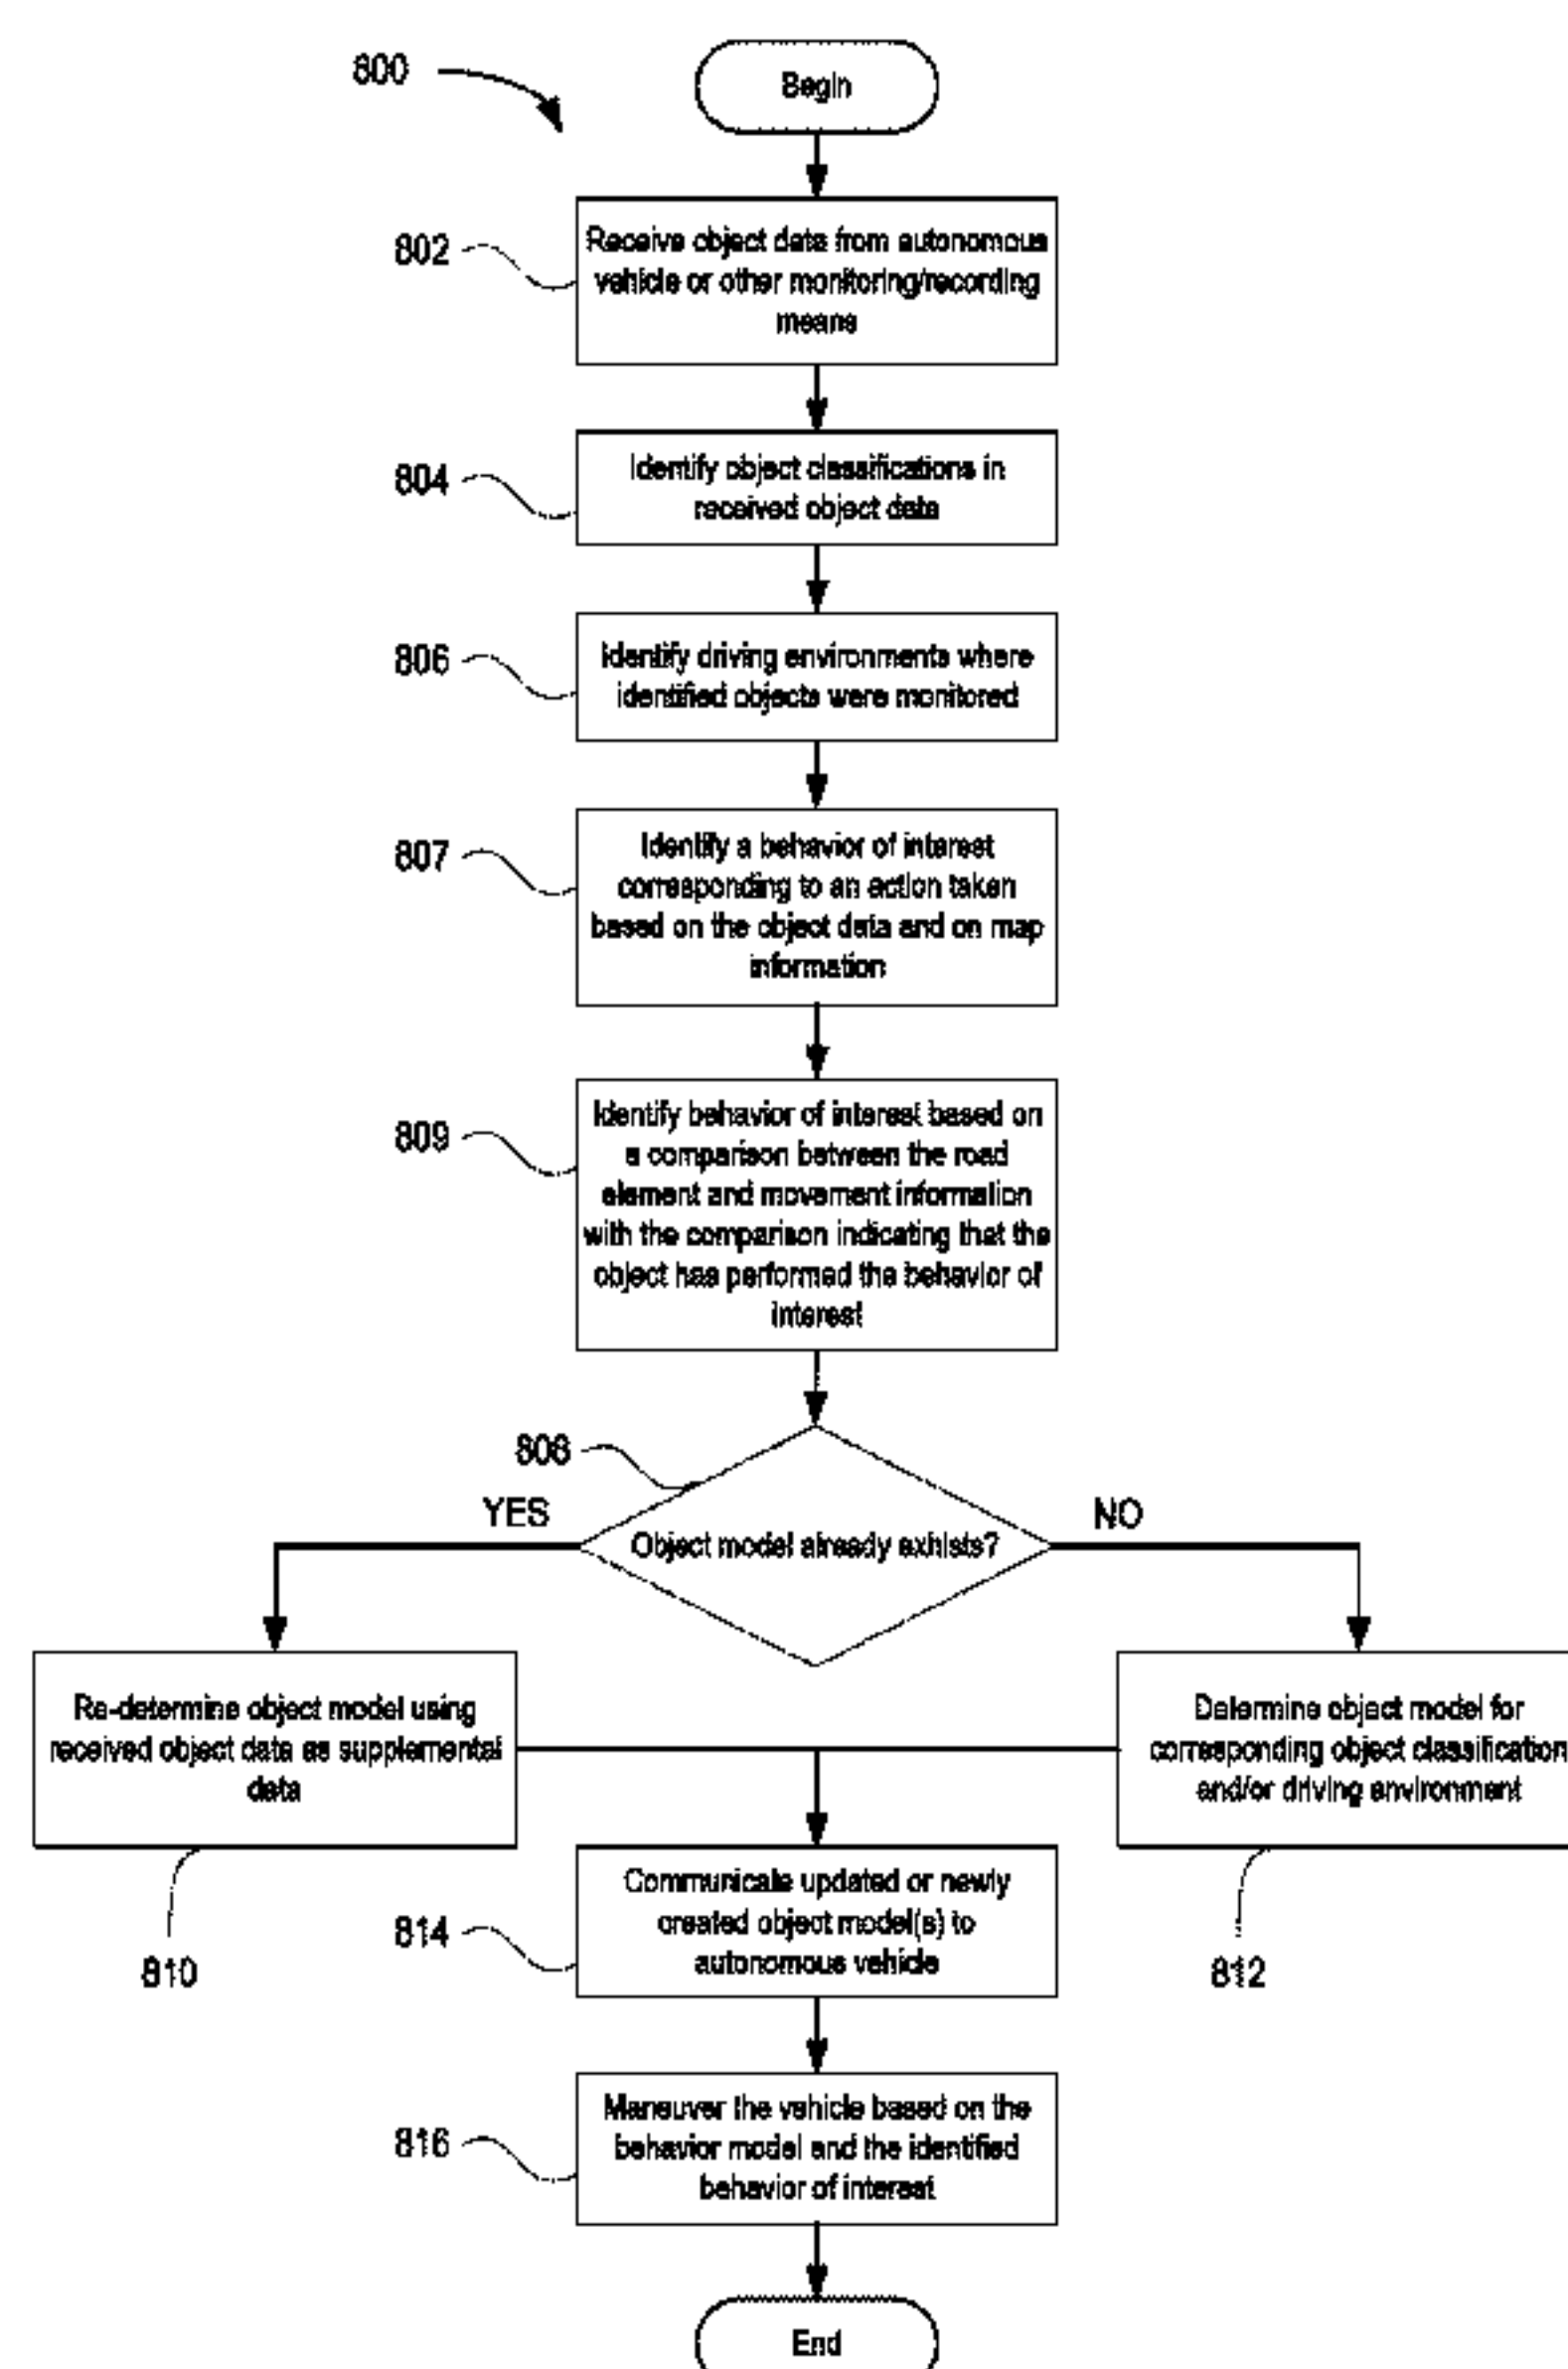 800
Begin
802
Receive object data from autonomous
vehicle or other monitoring/recording
means
804
Identify object classifications in
received object data
806
Identify driving environments where
identified objects were monitored
807
Identify a behavior of interest
corresponding to an action taken
based on the object data and on map
information
809
Identify behavior of interest based on
a comparison between the road
element and movement information
with the comparison indicating that the
object has performed the behavior of
interest
808
YES
NO
Object model already exhists?
Re-determine object model using
received object data as supplemental
data
810
Determine object model for
corresponding object classification
and/or driving environment
812
814
Communicate updated or newly
created object model(s) to
autonomous vehicle
816
Maneuver the vehicle based on the
behavior model and the identified
behavior of interest
End